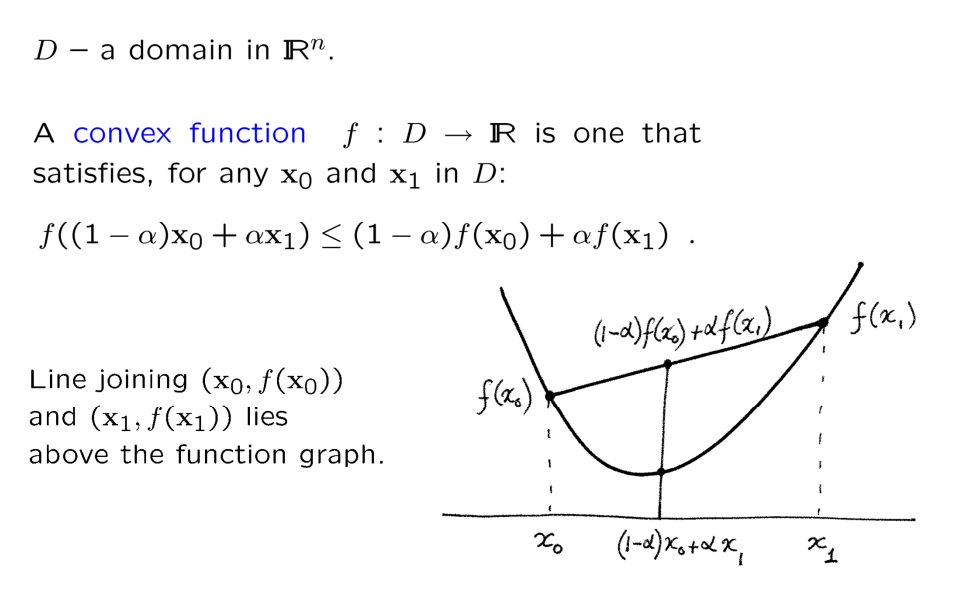 D – a domain in ℝⁿ.
A convex function f : D → ℝ is one that
satisfies, for any x₀ and x₁ in D:
f((1 − α)x₀ + αx₁) ≤ (1 − α)f(x₀) + αf(x₁) .
(1-α)f(x₀)+αf(x₁)
f(x₁)
Line joining (x₀, f(x₀))
and (x₁, f(x₁)) lies
above the function graph.
f(x₀)
x₀
(1-α)x₀+αx₁
x₁